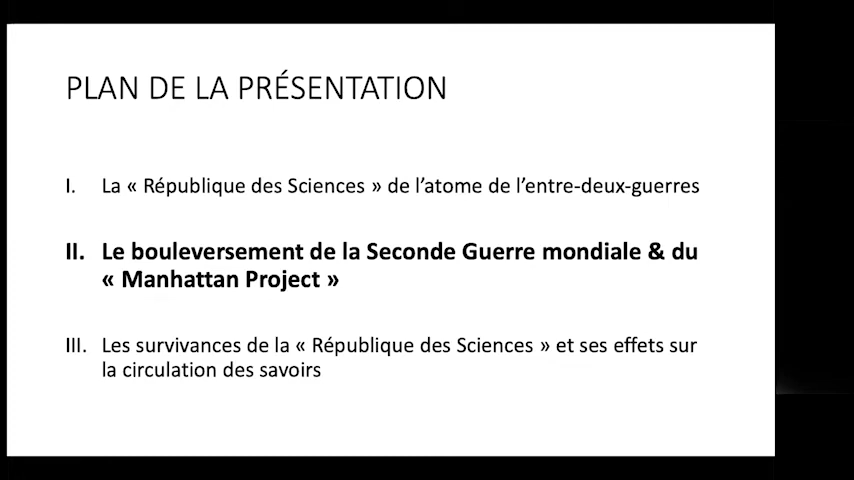 PLAN DE LA PRÉSENTATION
I. La « République des Sciences » de l’atome de l’entre-deux-guerres
II. Le bouleversement de la Seconde Guerre mondiale & du
« Manhattan Project »
III. Les survivances de la « République des Sciences » et ses effets sur
la circulation des savoirs